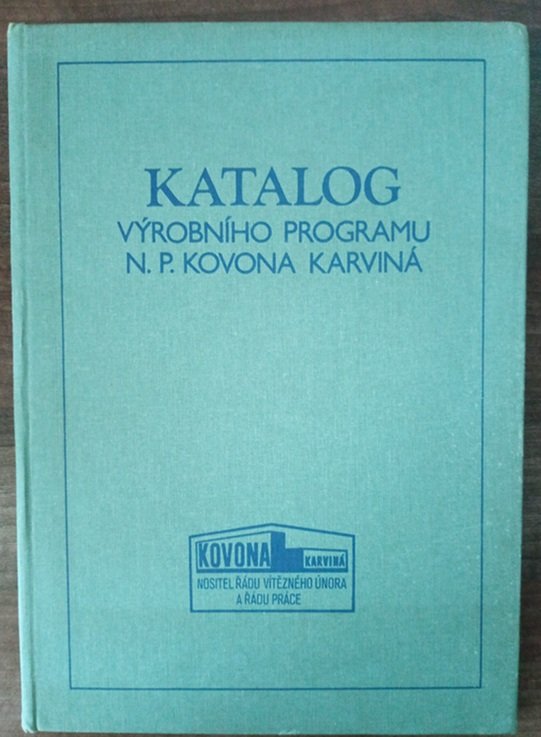 KATALOG
VÝROBNÍHO PROGRAMU
N. P. KOVONA KARVINÁ
KOVONA KARVINÁ
NOSITEL ŘÁDU VÍTĚZNÉHO ÚNORA
A ŘÁDU PRÁCE